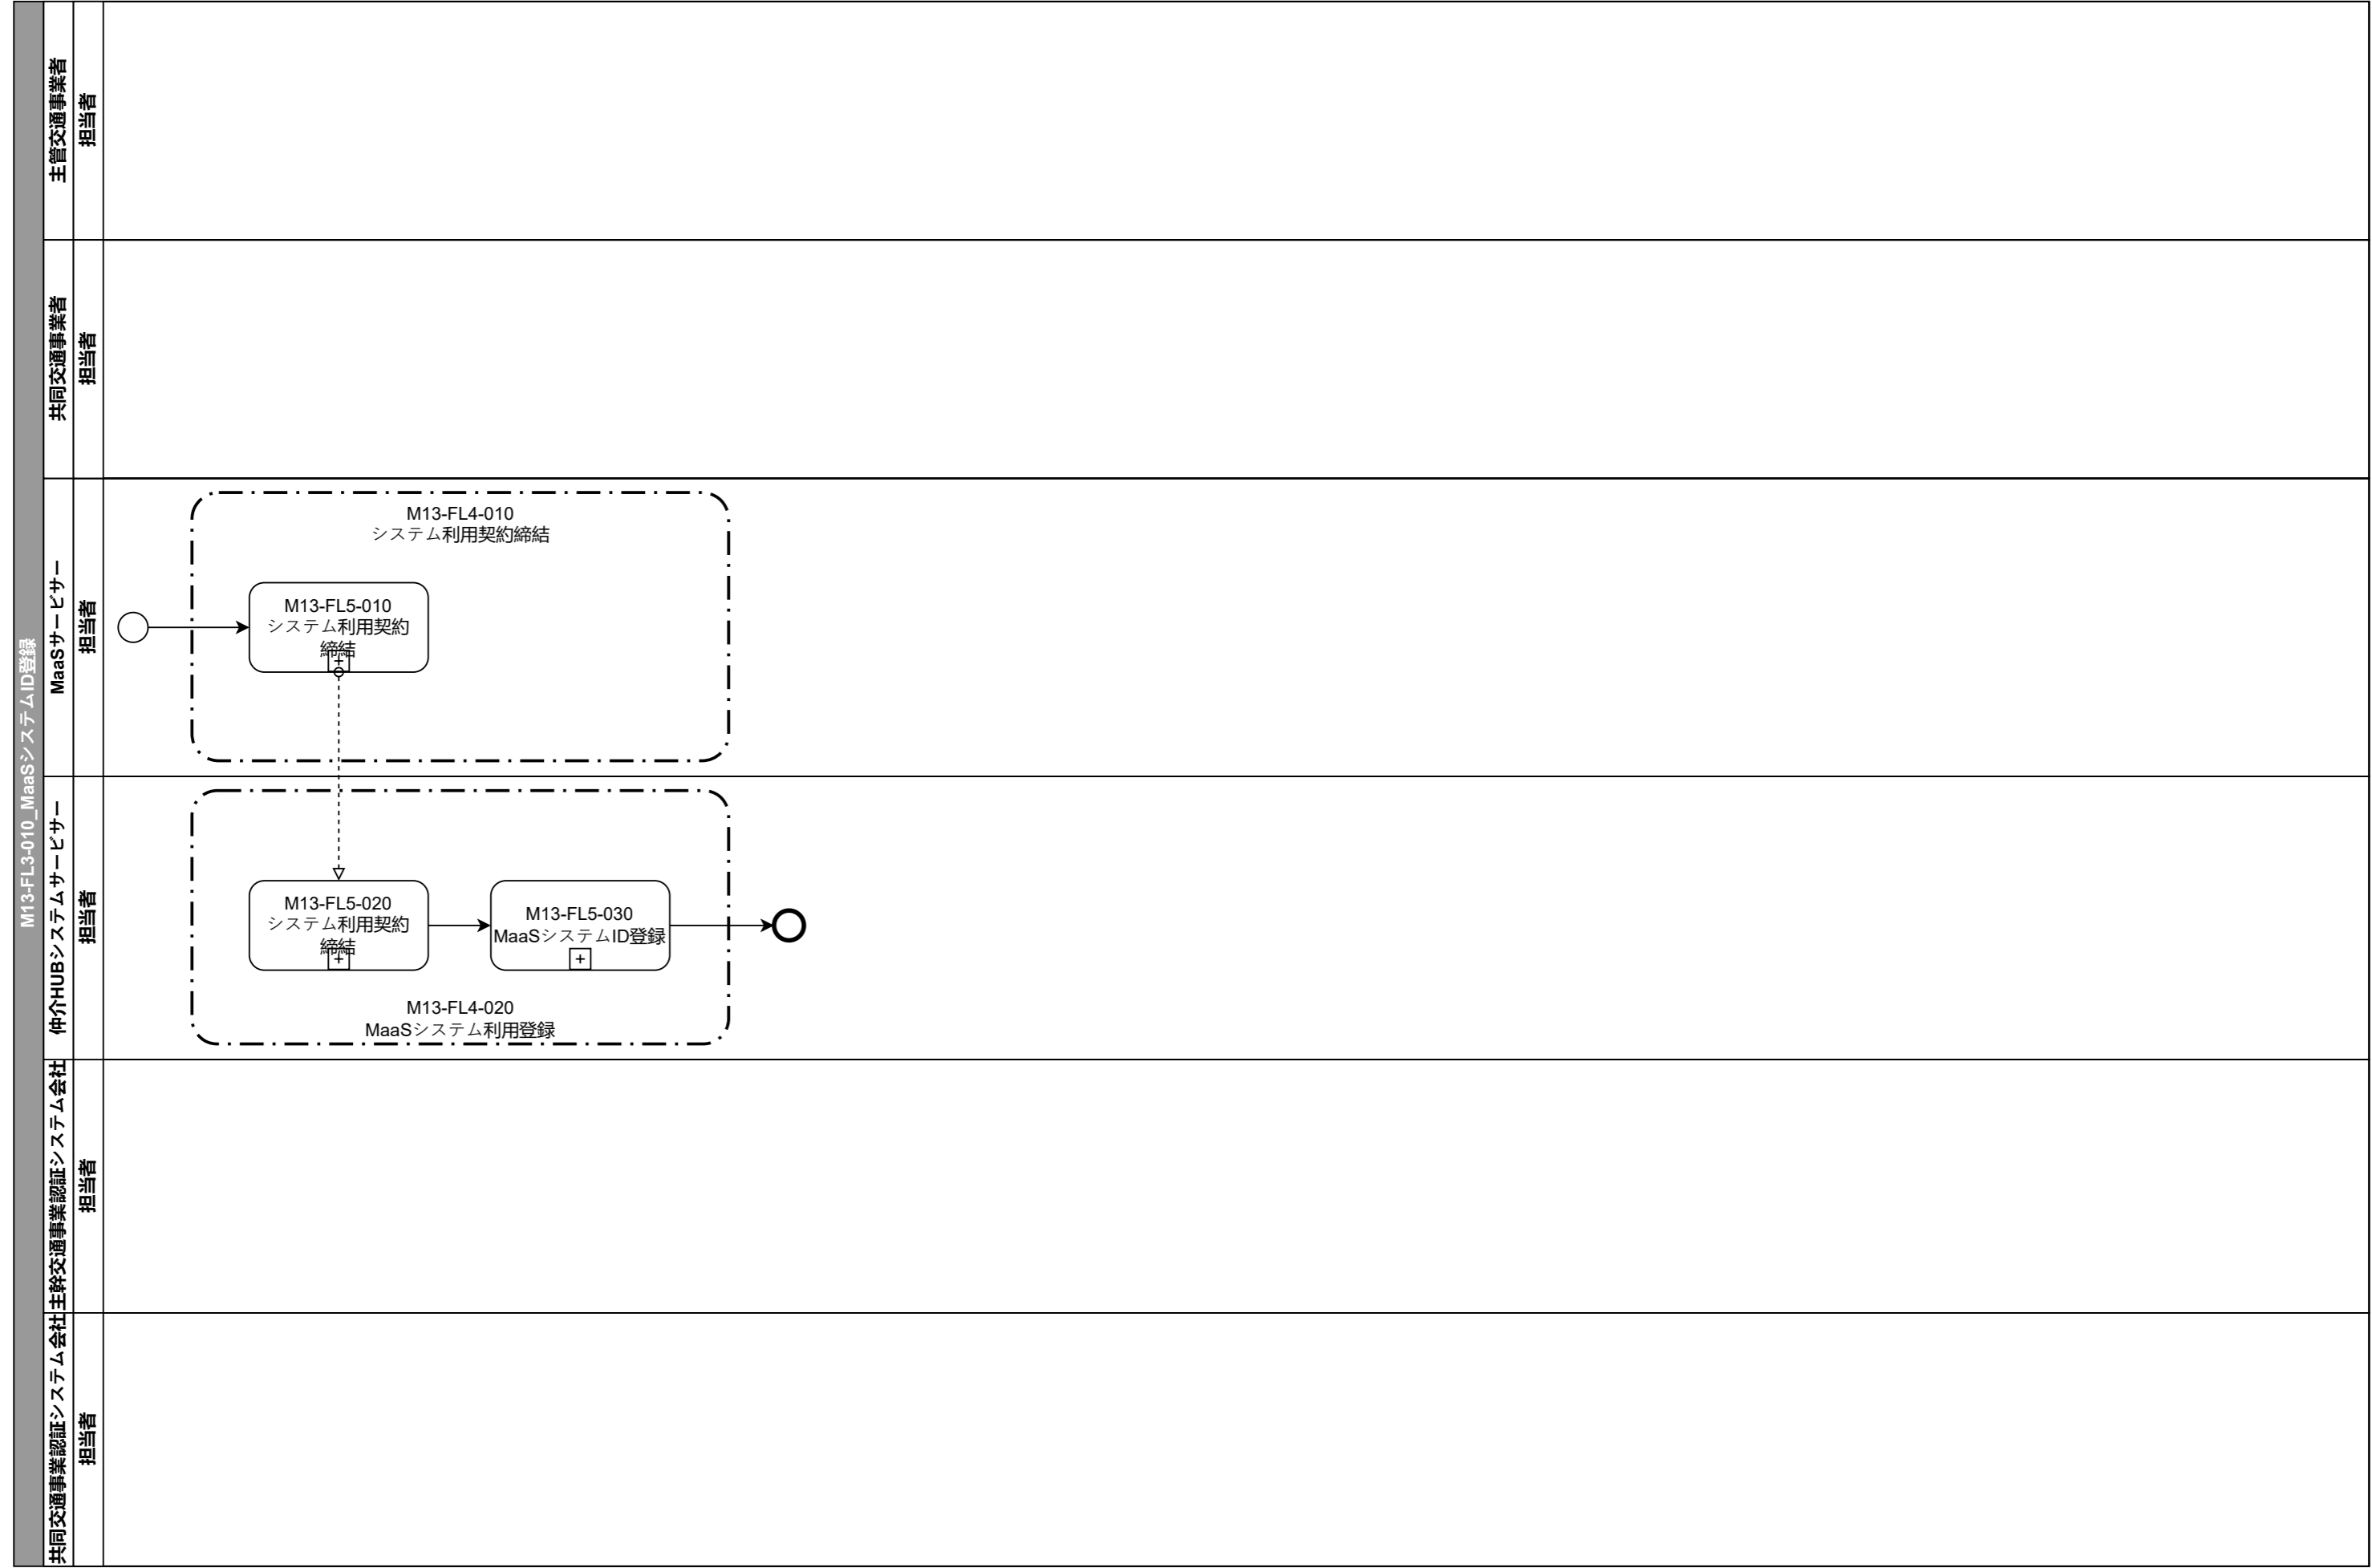 M13-FL3-010_MaaSシステムID登録
主管交通事業者
担当者
共同交通事業者
担当者
MaaSサービサー
担当者
M13-FL4-010
システム利用契約締結
M13-FL5-010
システム利用契約
締結
仲介HUBシステムサービサー
担当者
M13-FL5-020
システム利用契約
締結
M13-FL5-030
MaaSシステムID登録
M13-FL4-020
MaaSシステム利用登録
主幹交通事業認証システム会社
担当者
共同交通事業認証システム会社
担当者